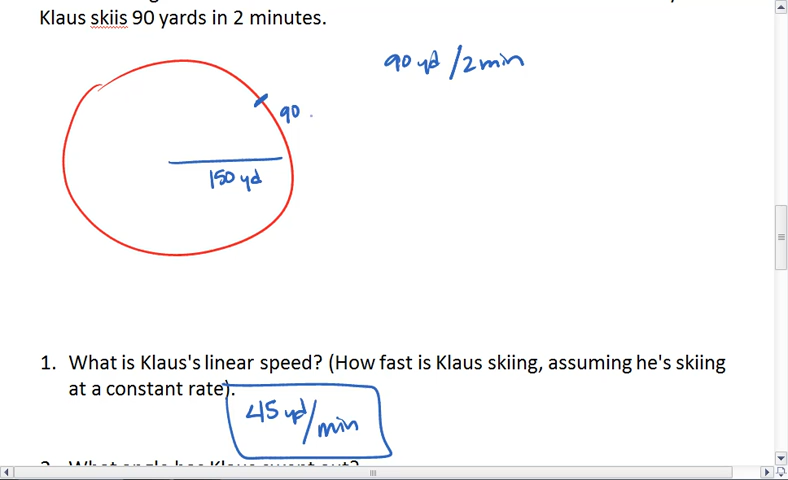 Klaus skiis 90 yards in 2 minutes.
90 yd /2 min
90
150 yd
1. What is Klaus's linear speed? (How fast is Klaus skiing, assuming he's skiing
at a constant rate).
45 yd/min